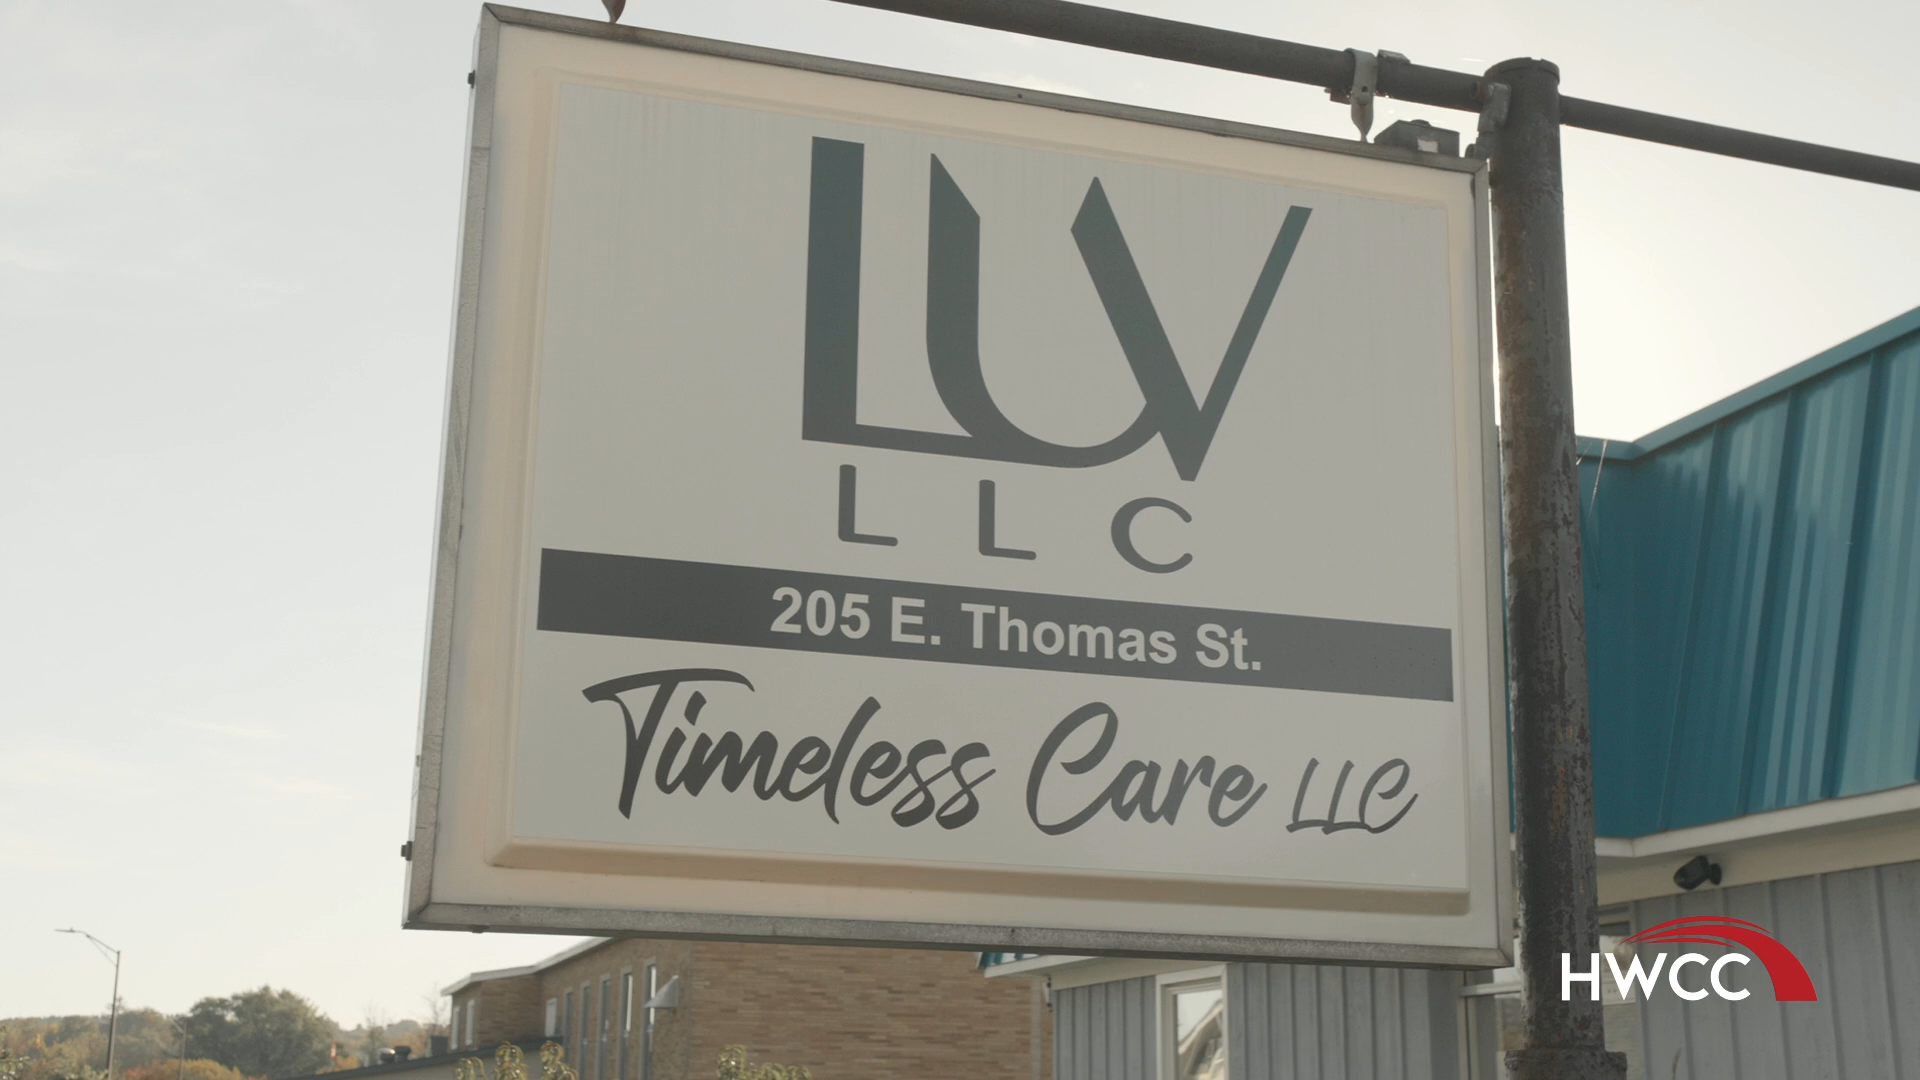 LUV
LLC
205 E. Thomas St.
Timeless Care LLC
HWCC